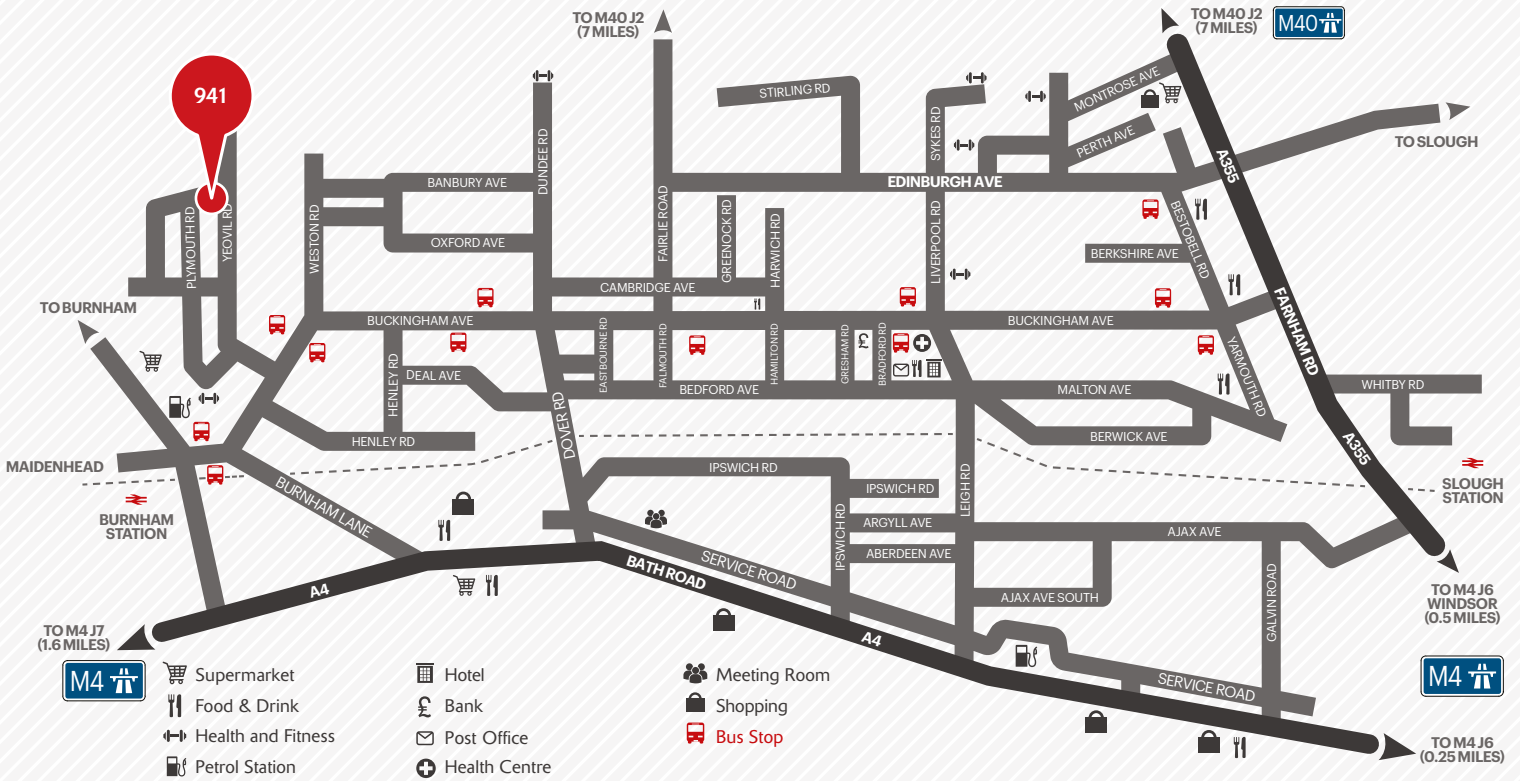 TO M40 J2
(7 MILES)
TO M40 J2
(7 MILES)
M40
941
STIRLING RD
MONTROSE AVE
PERTH AVE
SYKES RD
DUNDEE RD
A355
TO SLOUGH
BANBURY AVE
EDINBURGH AVE
PLYMOUTH RD
YEOVIL RD
WESTON RD
FAIRLIE ROAD
GREENOCK RD
HARWICH RD
LIVERPOOL RD
BESTOBELL RD
OXFORD AVE
BERKSHIRE AVE
CAMBRIDGE AVE
TO BURNHAM
BUCKINGHAM AVE
BUCKINGHAM AVE
FARNHAM RD
EASTBOURNE RD
FALMOUTH RD
HAMILTON RD
GRESHAM RD
£
BRADFORD RD
YARMOUTH RD
HENLEY RD
DEAL AVE
BEDFORD AVE
MALTON AVE
WHITBY RD
DOVER RD
HENLEY RD
BERWICK AVE
A355
MAIDENHEAD
IPSWICH RD
IPSWICH RD
LEIGH RD
SLOUGH
STATION
BURNHAM
STATION
BURNHAM LANE
IPSWICH RD
ARGYLL AVE
AJAX AVE
ABERDEEN AVE
SERVICE ROAD
BATH ROAD
A4
AJAX AVE SOUTH
GALVIN ROAD
TO M4 J6
WINDSOR
(0.5 MILES)
TO M4 J7
(1.6 MILES)
A4
M4
SERVICE ROAD
M4
TO M4 J6
(0.25 MILES)
Supermarket
Food & Drink
Health and Fitness
Petrol Station
Hotel
£ Bank
Post Office
Health Centre
Meeting Room
Shopping
Bus Stop